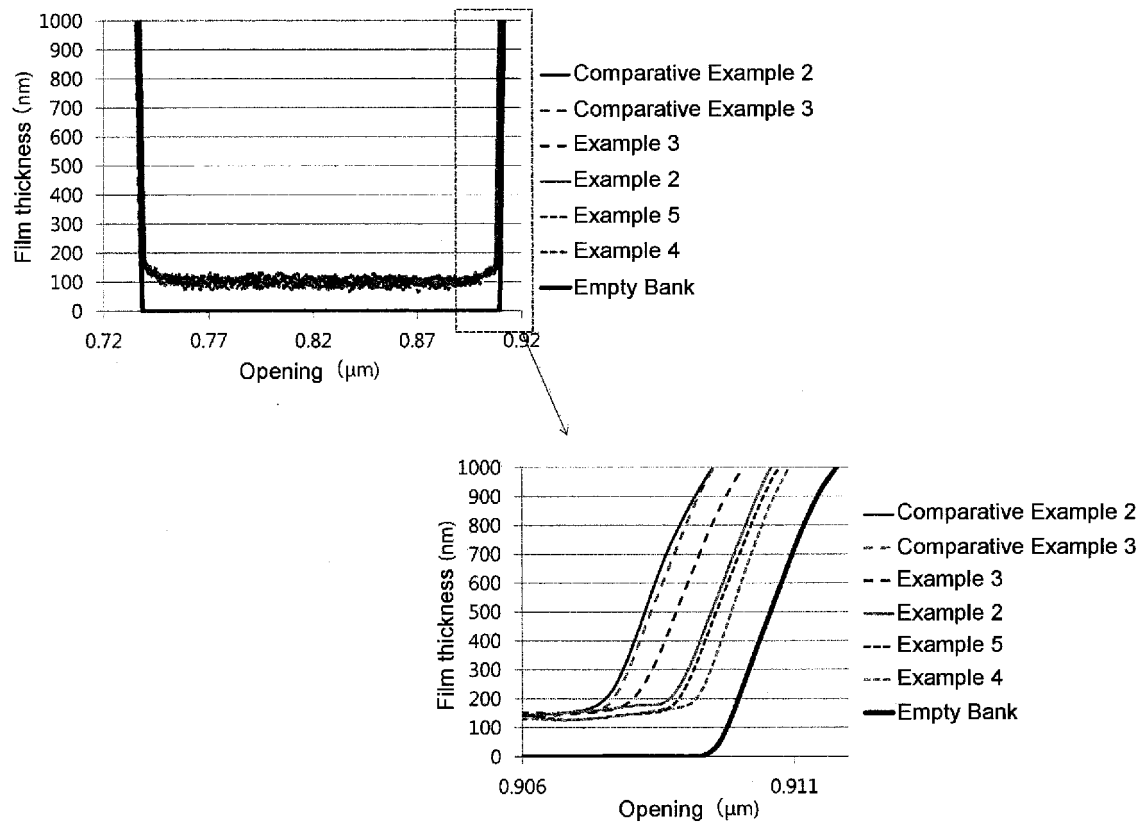 1000
900
800
700
600
500
400
300
200
100
0
Film thickness (nm)
0.72
0.77
0.82
0.87
0.92
Opening (μm)
Comparative Example 2
Comparative Example 3
Example 3
Example 2
Example 5
Example 4
Empty Bank
1000
900
800
700
600
500
400
300
200
100
0
Film thickness (nm)
0.906
0.911
Opening (μm)
Comparative Example 2
Comparative Example 3
Example 3
Example 2
Example 5
Example 4
Empty Bank